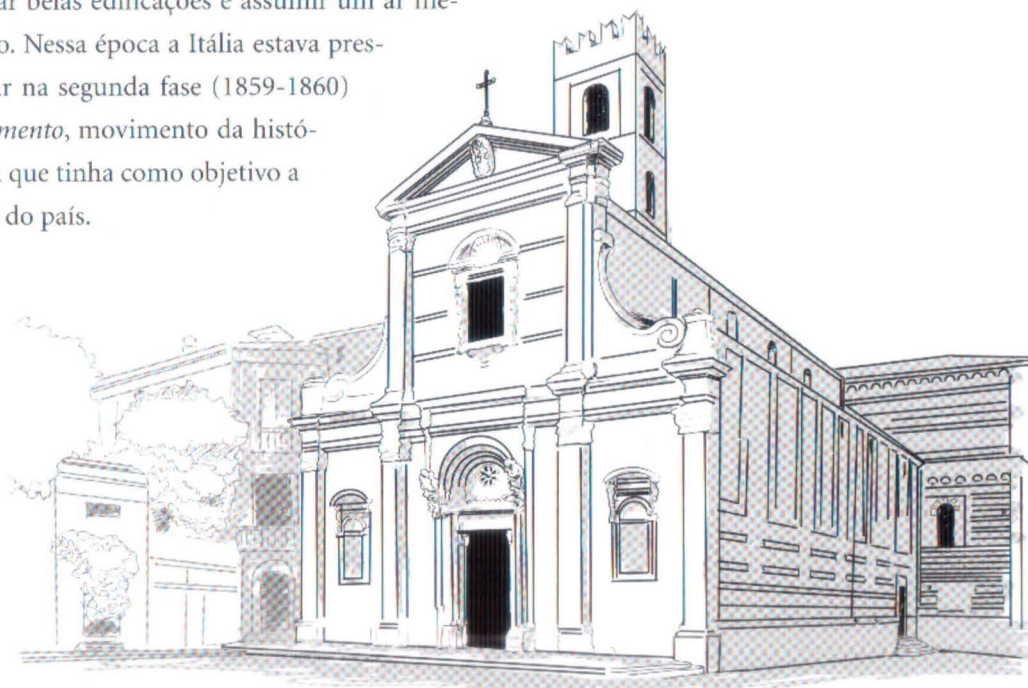 ar belas edificações e assumir um ar me-
o. Nessa época a Itália estava pres-
r na segunda fase (1859-1860)
mento, movimento da histó-
que tinha como objetivo a
do país.